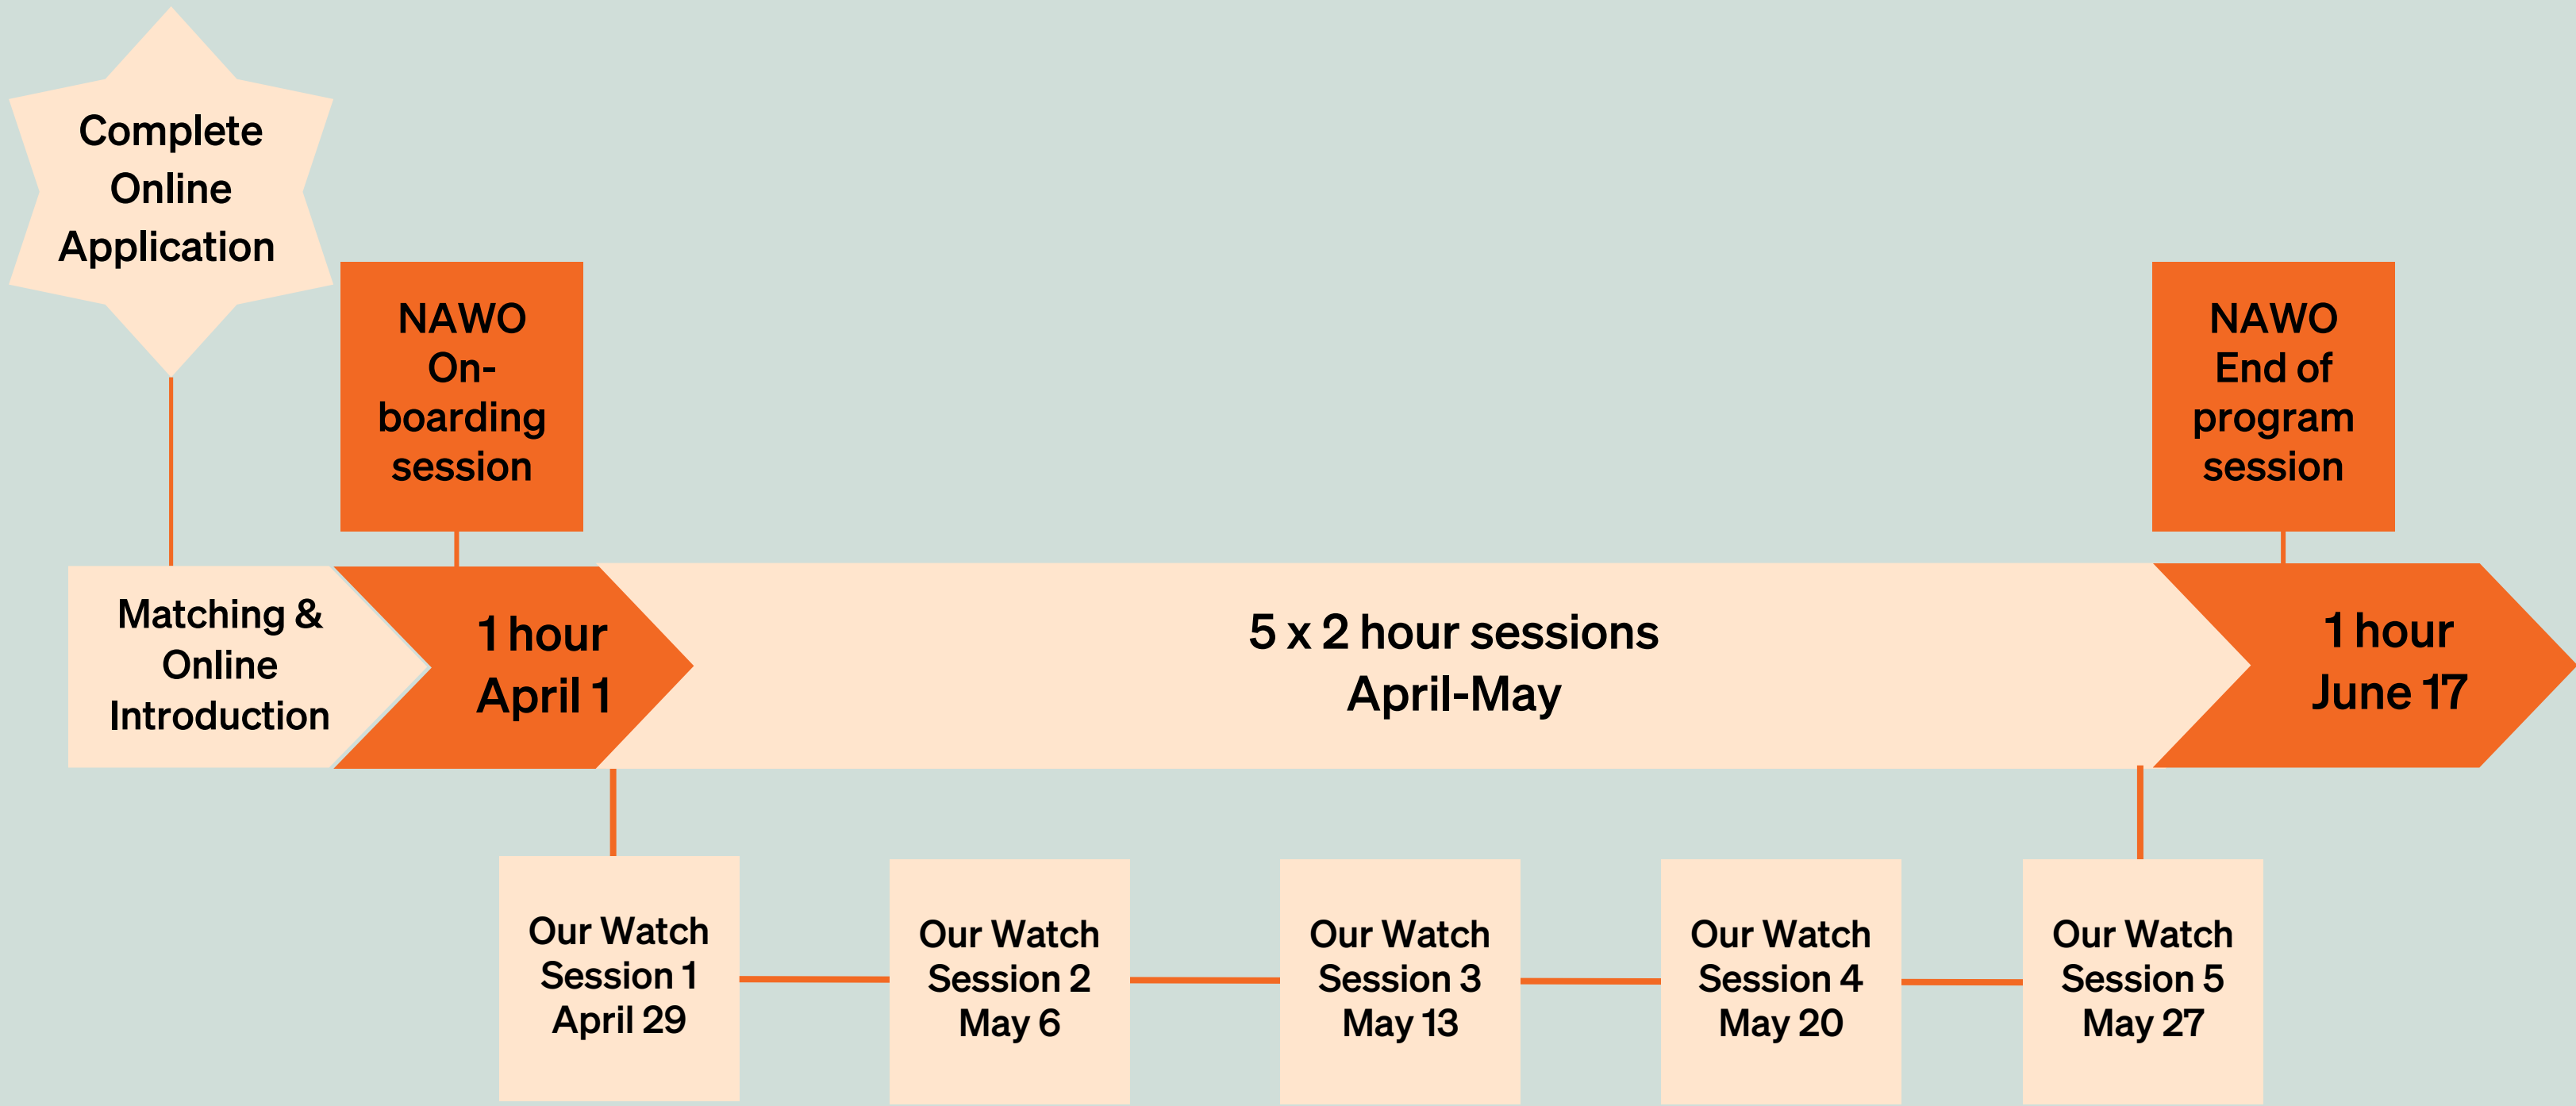 Complete
Online
Application
NAWO
On-
boarding
session
NAWO
End of
program
session
Matching &
Online
Introduction
1 hour
April 1
5 x 2 hour sessions
April-May
1 hour
June 17
Our Watch
Session 1
April 29
Our Watch
Session 2
May 6
Our Watch
Session 3
May 13
Our Watch
Session 4
May 20
Our Watch
Session 5
May 27